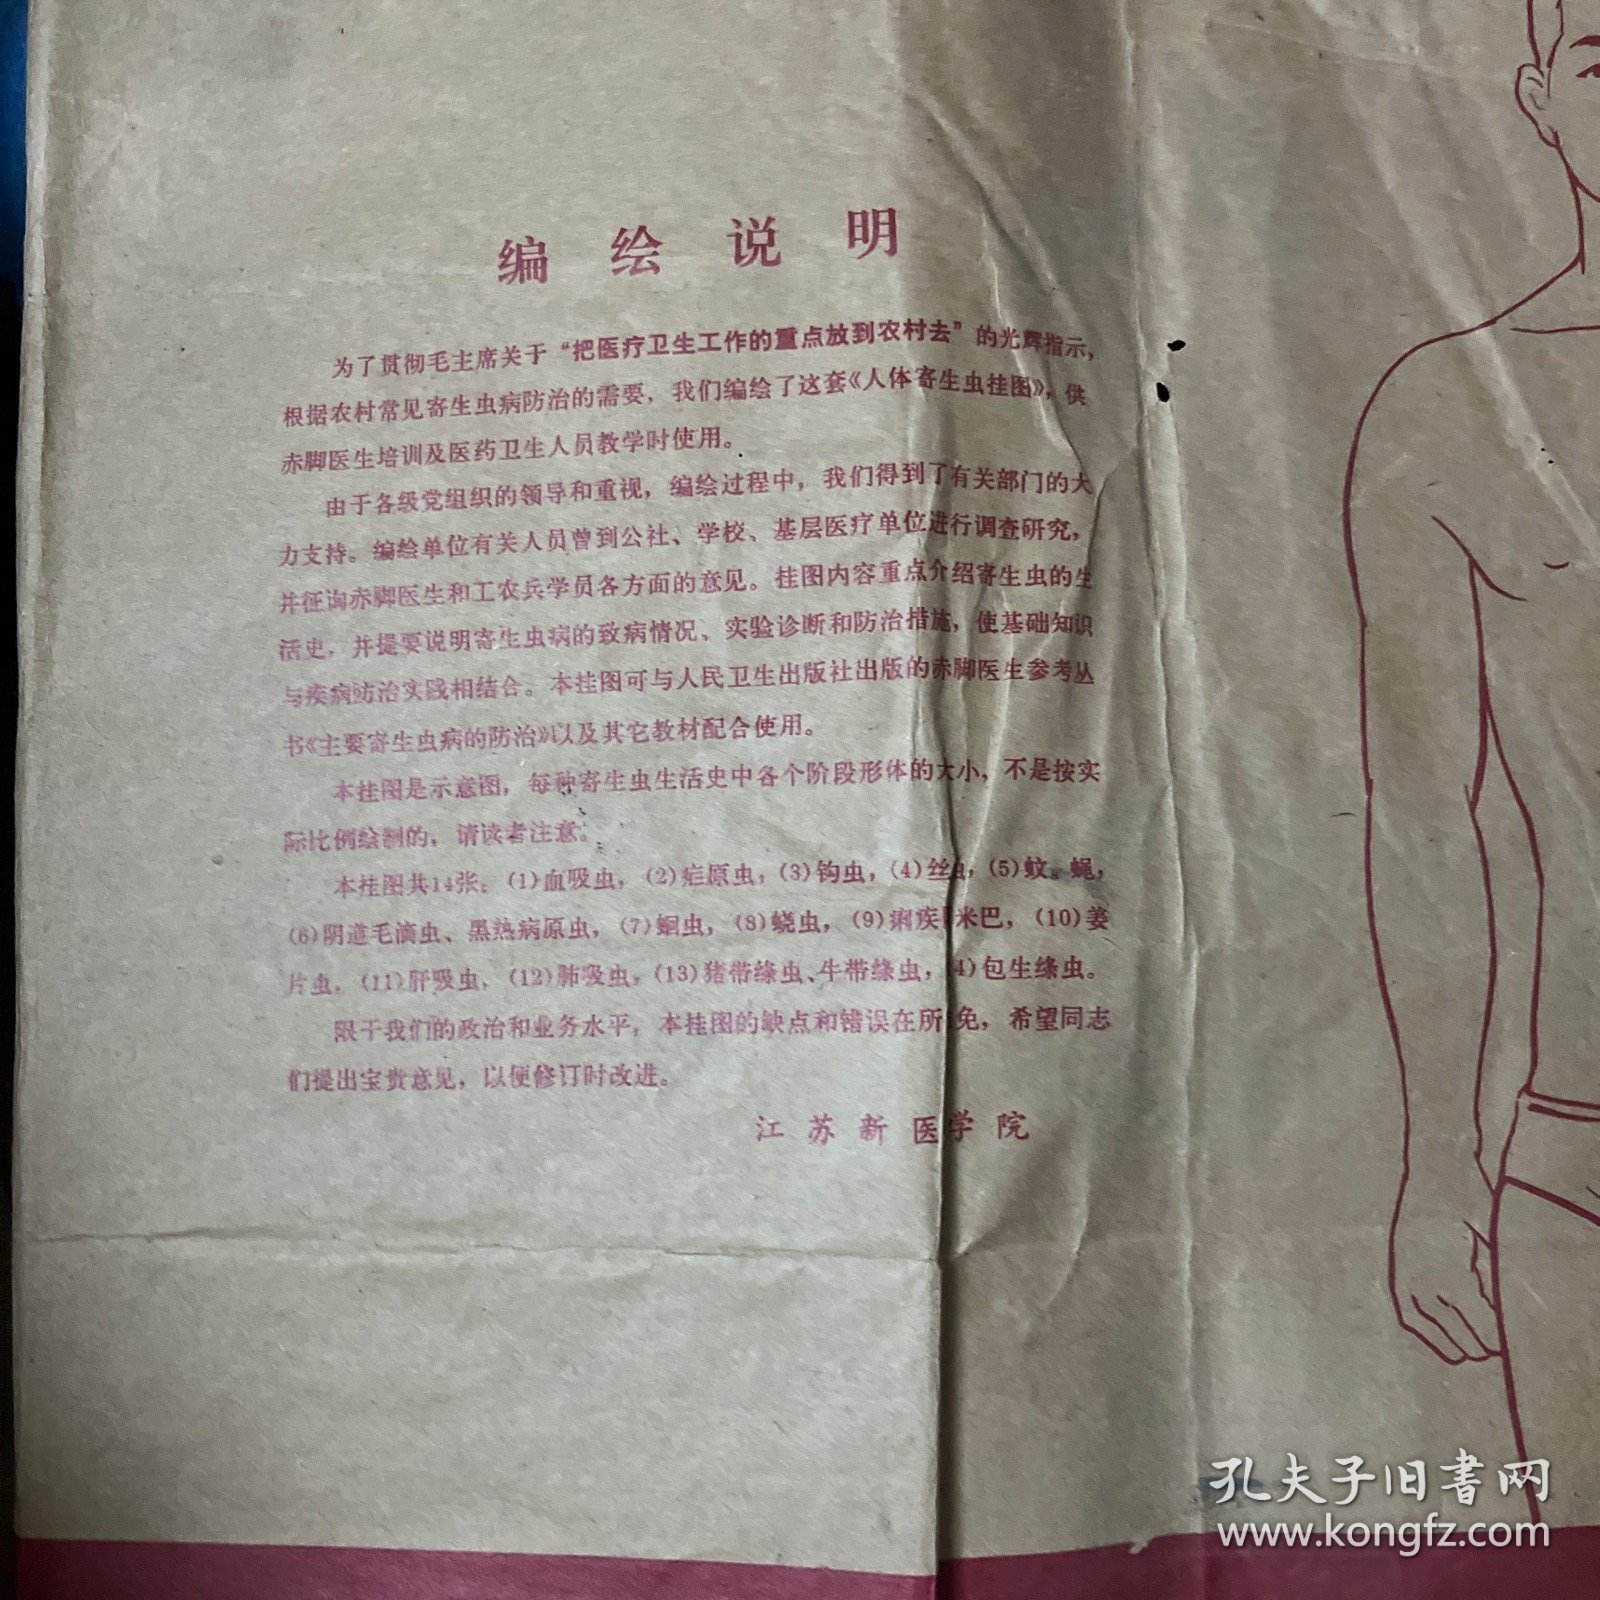 编绘说明
为了贯彻毛主席关于“把医疗卫生工作的重点放到农村去”的光辉指示，
根据农村常见寄生虫病防治的需要，我们编绘了这套《人体寄生虫挂图》，供
赤脚医生培训及医药卫生人员教学时使用。
由于各级党组织的领导和重视，编绘过程中，我们得到了有关部门的大
力支持。编绘单位有关人员曾到公社、学校、基层医疗单位进行调查研究，
并征询赤脚医生和工农兵学员各方面的意见。挂图内容重点介绍寄生虫的生
活史，并提要说明寄生虫病的致病情况、实验诊断和防治措施，使基础知识
与疾病防治实践相结合。本挂图可与人民卫生出版社出版的赤脚医生参考丛
书《主要寄生虫病的防治》以及其它教材配合使用。
本挂图是示意图，每种寄生虫生活史中各个阶段形体的大小，不是按实
际比例绘制的，请读者注意。
本挂图共14张：(1)血吸虫，(2)疟原虫，(3)钩虫，(4)丝虫，(5)蚊、蝇，
(6)阴道毛滴虫、黑热病原虫，(7)蛔虫，(8)蛲虫，(9)痢疾 米巴，(10)姜
片虫，(11)肝吸虫，(12)肺吸虫，(13)猪带绦虫、牛带绦虫， 4)包生绦虫。
限于我们的政治和业务水平，本挂图的缺点和错误在所 免，希望同志
们提出宝贵意见，以便修订时改进。
江苏新医学院
孔夫子旧书网
www.kongfz.com